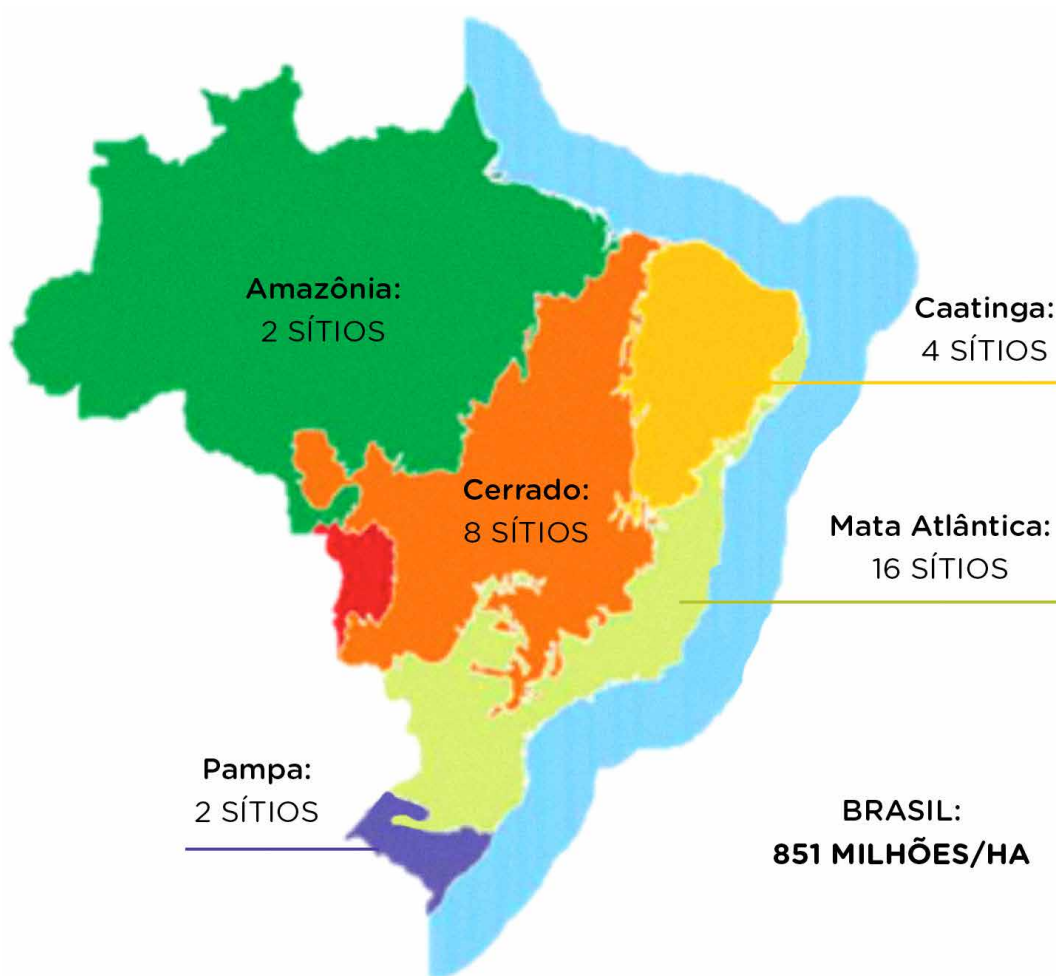 Amazônia:
2 SÍTIOS
Caatinga:
4 SÍTIOS
Cerrado:
8 SÍTIOS
Mata Atlântica:
16 SÍTIOS
Pampa:
2 SÍTIOS
BRASIL:
851 MILHÕES/HA